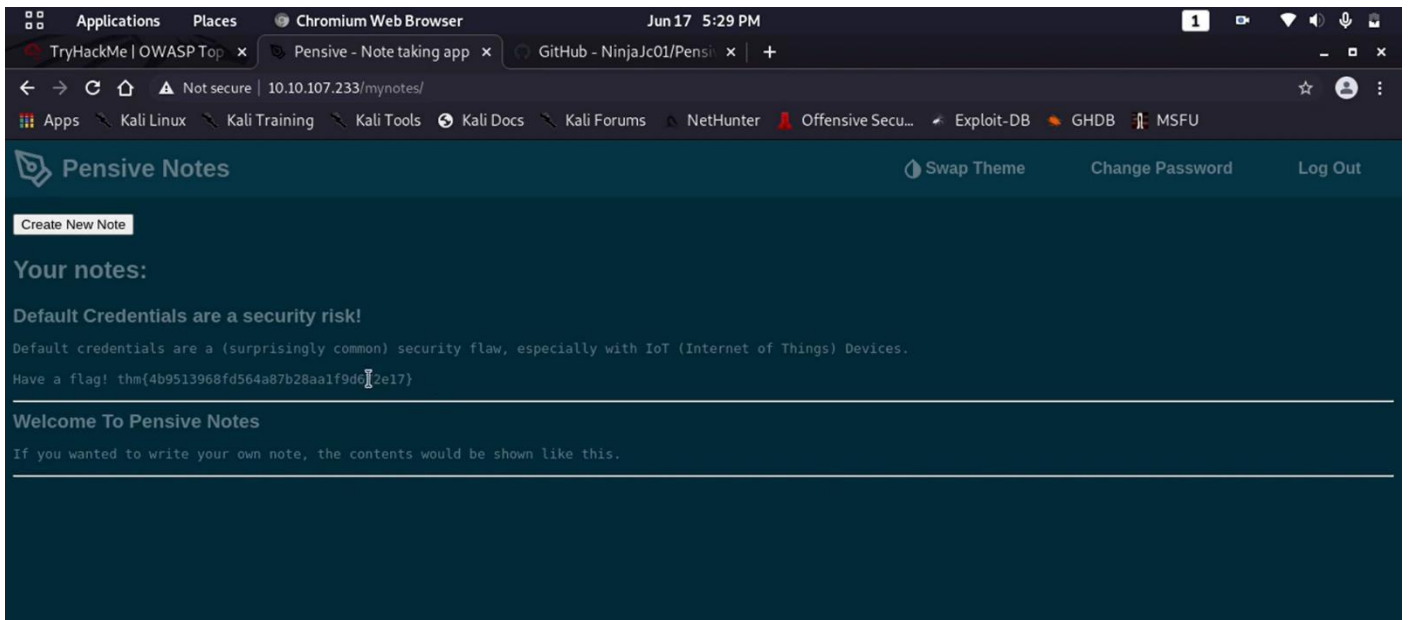 Applications Places Chromium Web Browser Jun 17 5:29 PM 1
TryHackMe | OWASP Top Pensive - Note taking app GitHub - NinjaJc01/Pensiv
Not secure | 10.10.107.233/mynotes/
Apps Kali Linux Kali Training Kali Tools Kali Docs Kali Forums NetHunter Offensive Secu… Exploit-DB GHDB MSFU
Pensive Notes Swap Theme Change Password Log Out
Create New Note
Your notes:
Default Credentials are a security risk!
Default credentials are a (surprisingly common) security flaw, especially with IoT (Internet of Things) Devices.
Have a flag!
Welcome To Pensive Notes
If you wanted to write your own note, the contents would be shown like this.